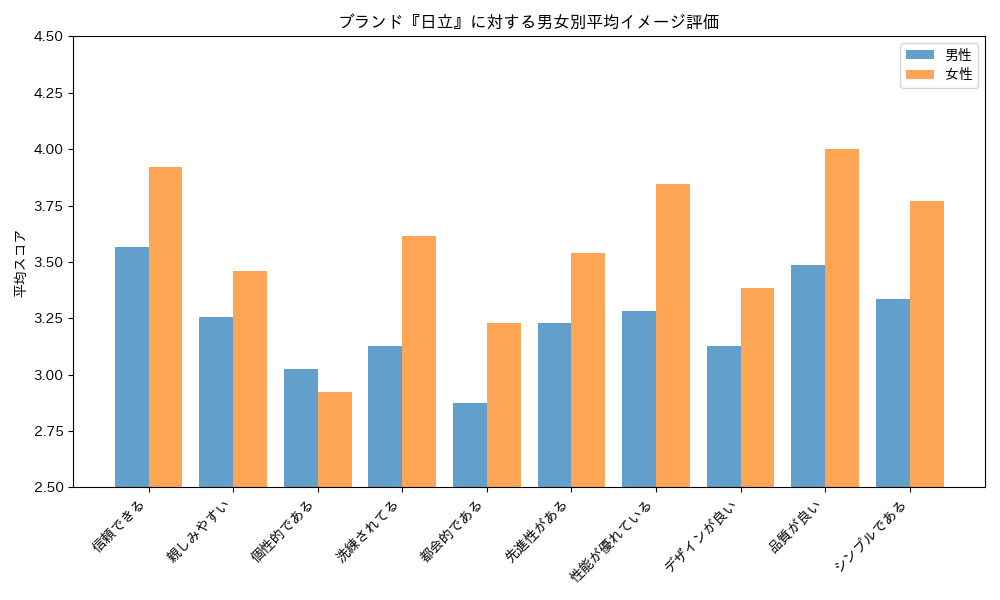 ブランド『日立』に対する男女別平均イメージ評価
男性
女性
平均スコア
4.50
4.25
4.00
3.75
3.50
3.25
3.00
2.75
2.50
信頼できる
親しみやすい
個性的である
洗練されてる
都会的である
先進性がある
性能が優れている
デザインが良い
品質が良い
シンプルである